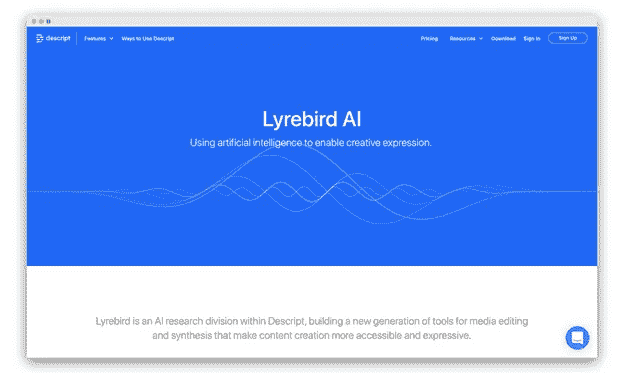 descript Features Ways to Use Descript Pricing Resources Download Sign In Sign Up
Lyrebird AI
Using artificial intelligence to enable creative expression.
Lyrebird is an AI research division within Descript, building a new generation of tools for media editing
and synthesis that make content creation more accessible and expressive.